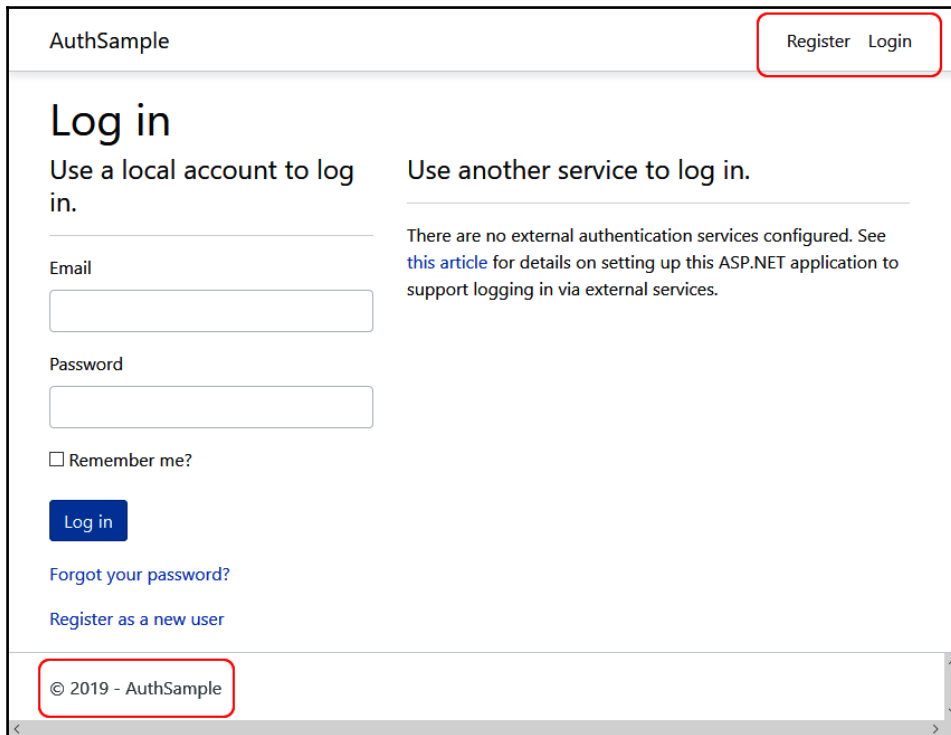 AuthSample
Register Login
Log in
Use a local account to log
in.
Email
Password
Remember me?
Log in
Forgot your password?
Register as a new user
Use another service to log in.
There are no external authentication services configured. See
this article for details on setting up this ASP.NET application to
support logging in via external services.
© 2019 - AuthSample